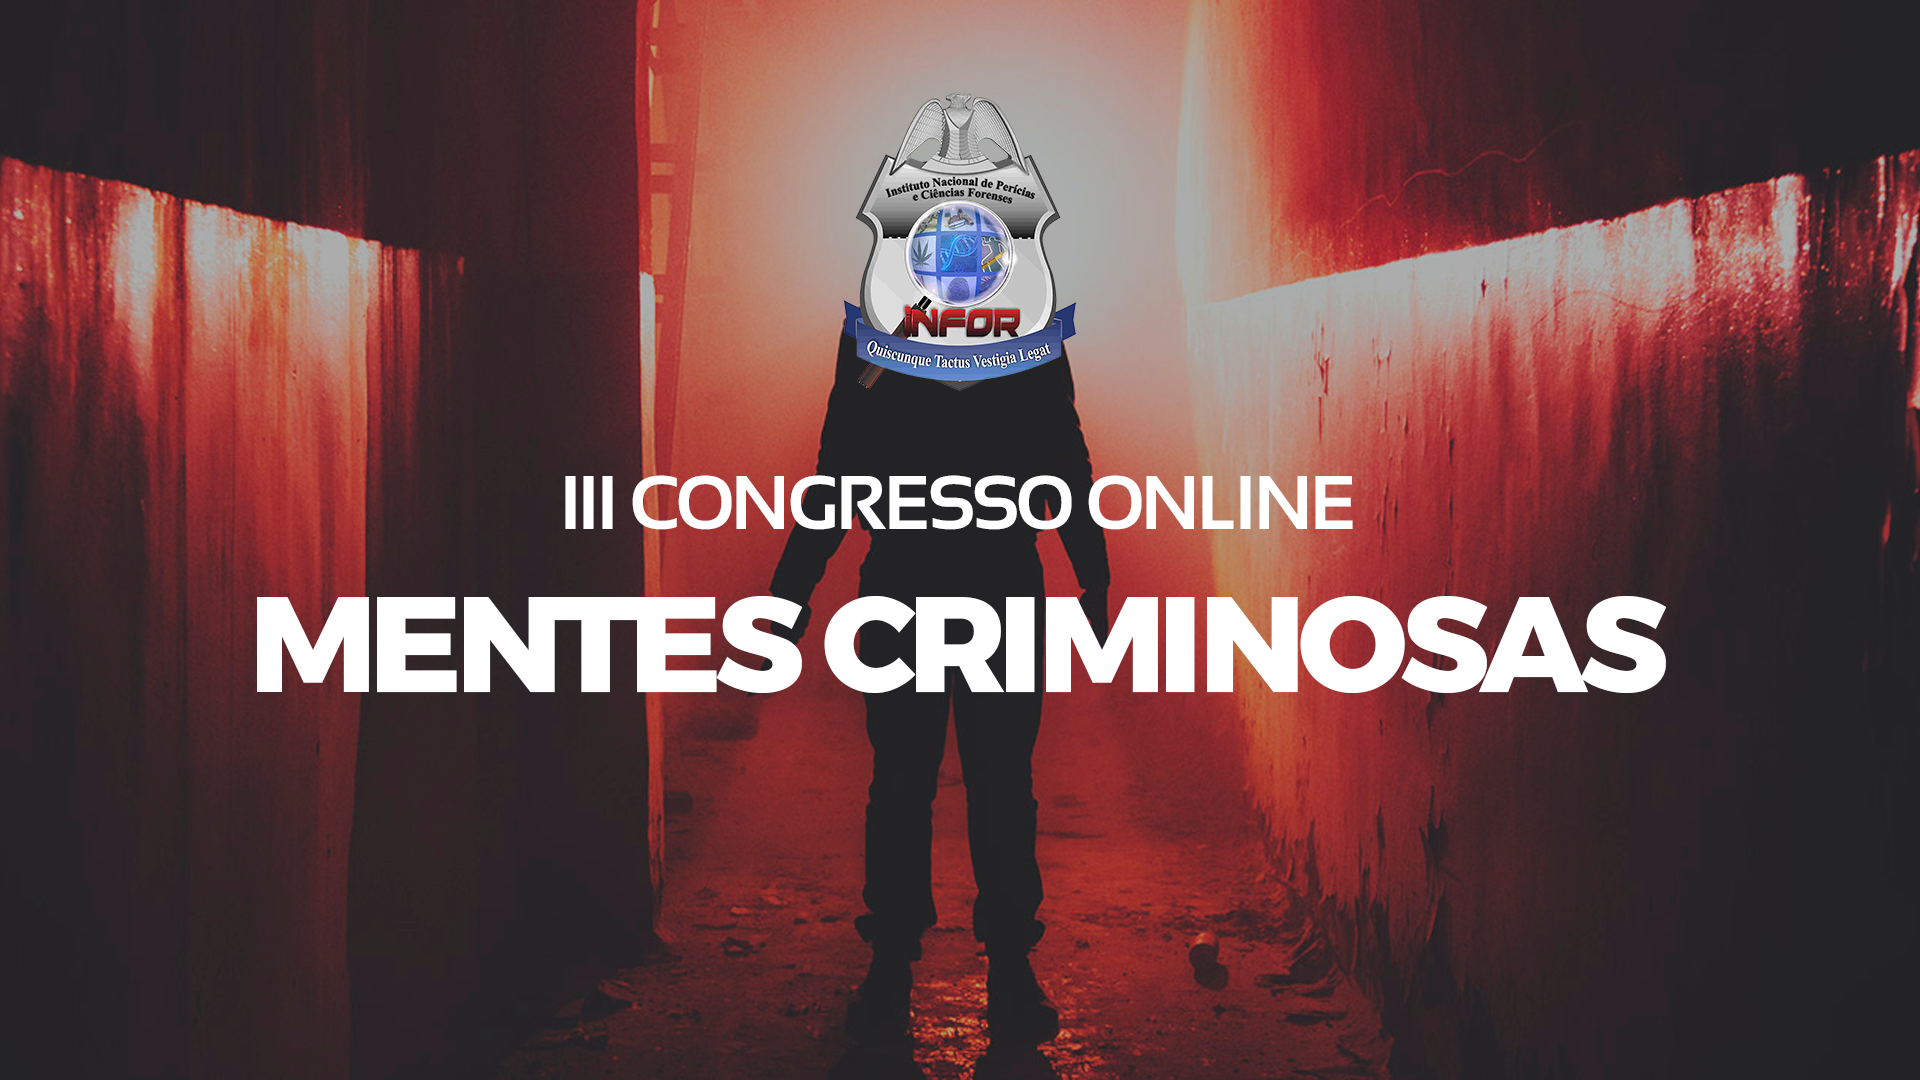 Instituto Nacional de Perícias
e Ciências Forenses
iNFOR
Quiscunque Tactus Vestigia Legat
III CONGRESSO ONLINE
MENTES CRIMINOSAS